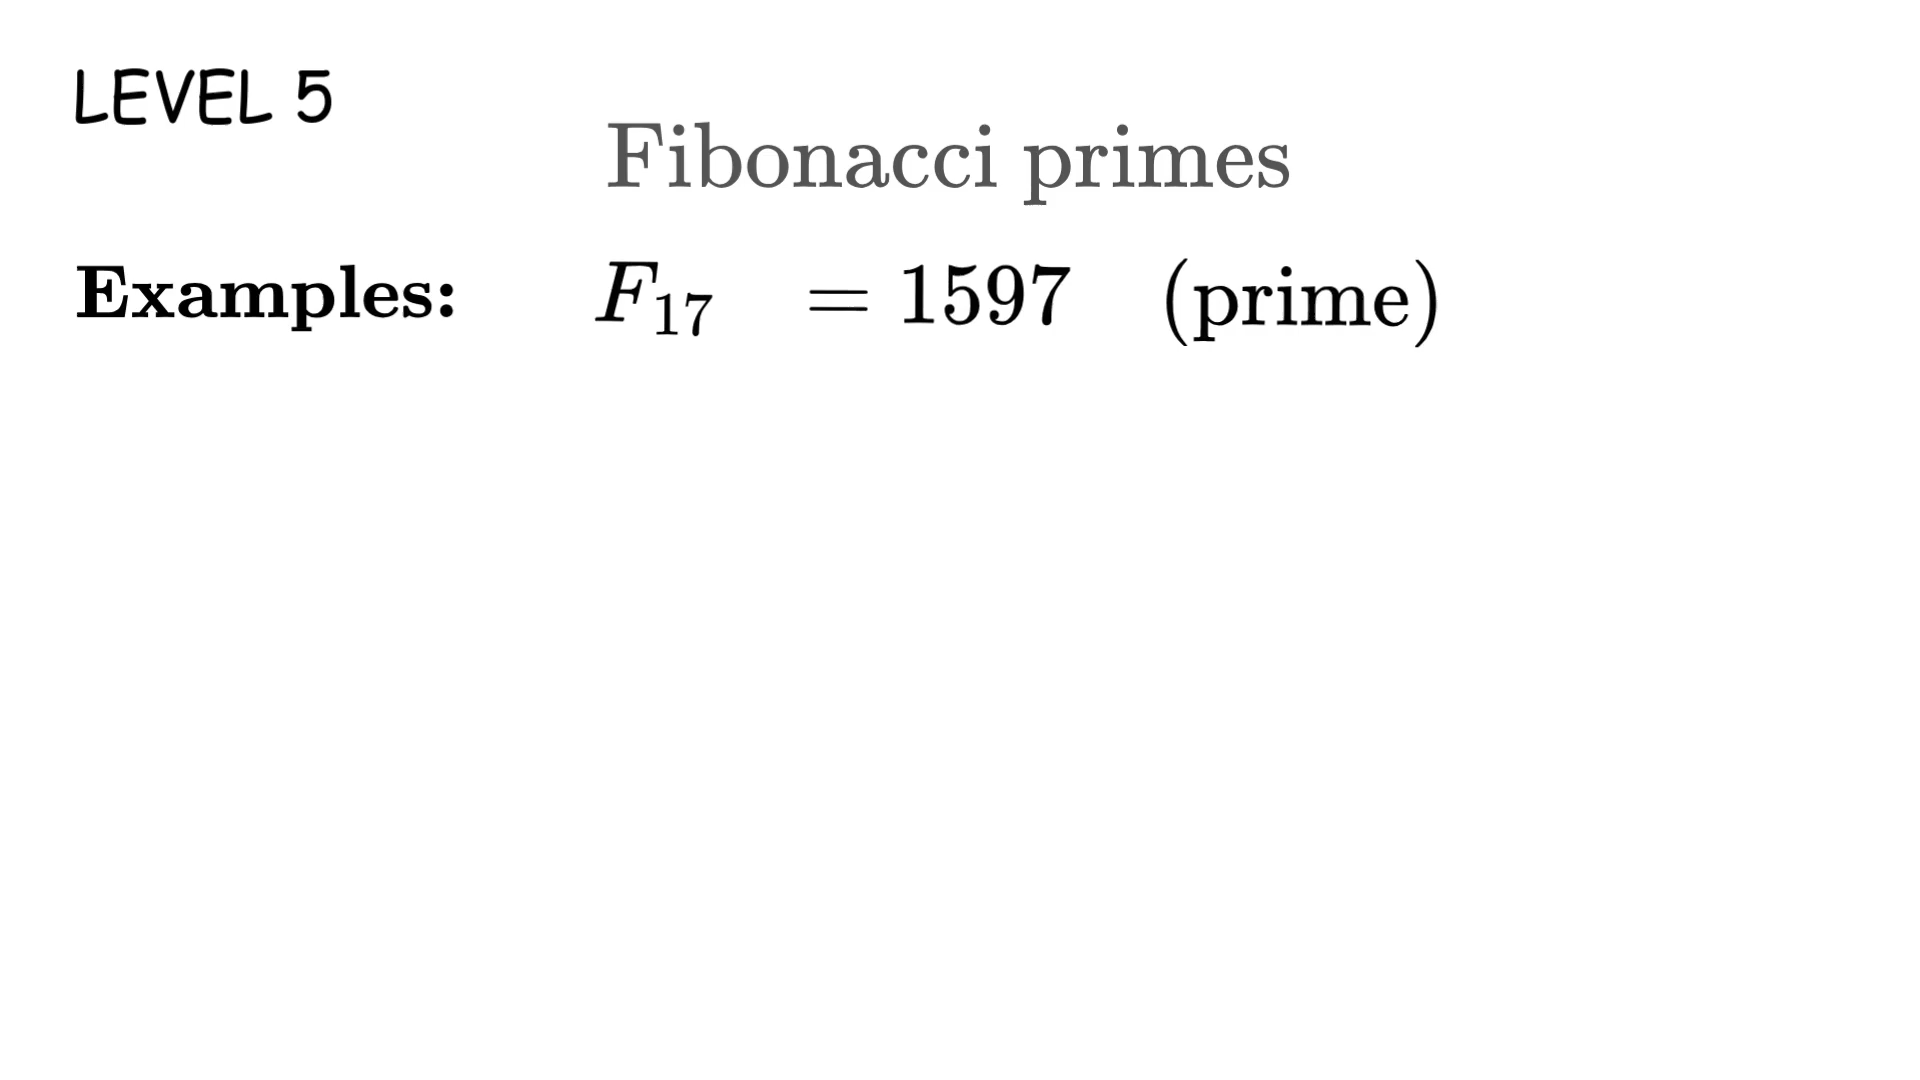 LEVEL 5
Fibonacci primes
Examples: F₁₇ = 1597 (prime)